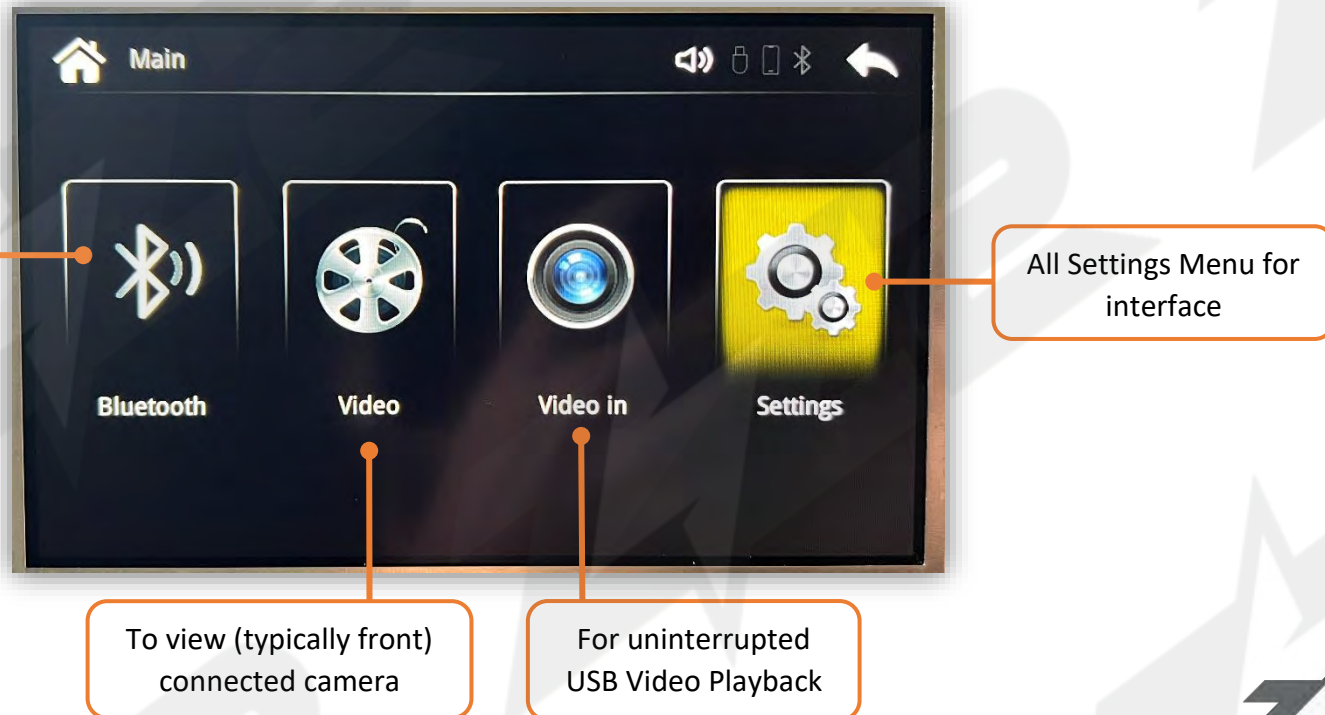 Main
Bluetooth
Video
Video in
Settings
All Settings Menu for
interface
To view (typically front)
connected camera
For uninterrupted
USB Video Playback